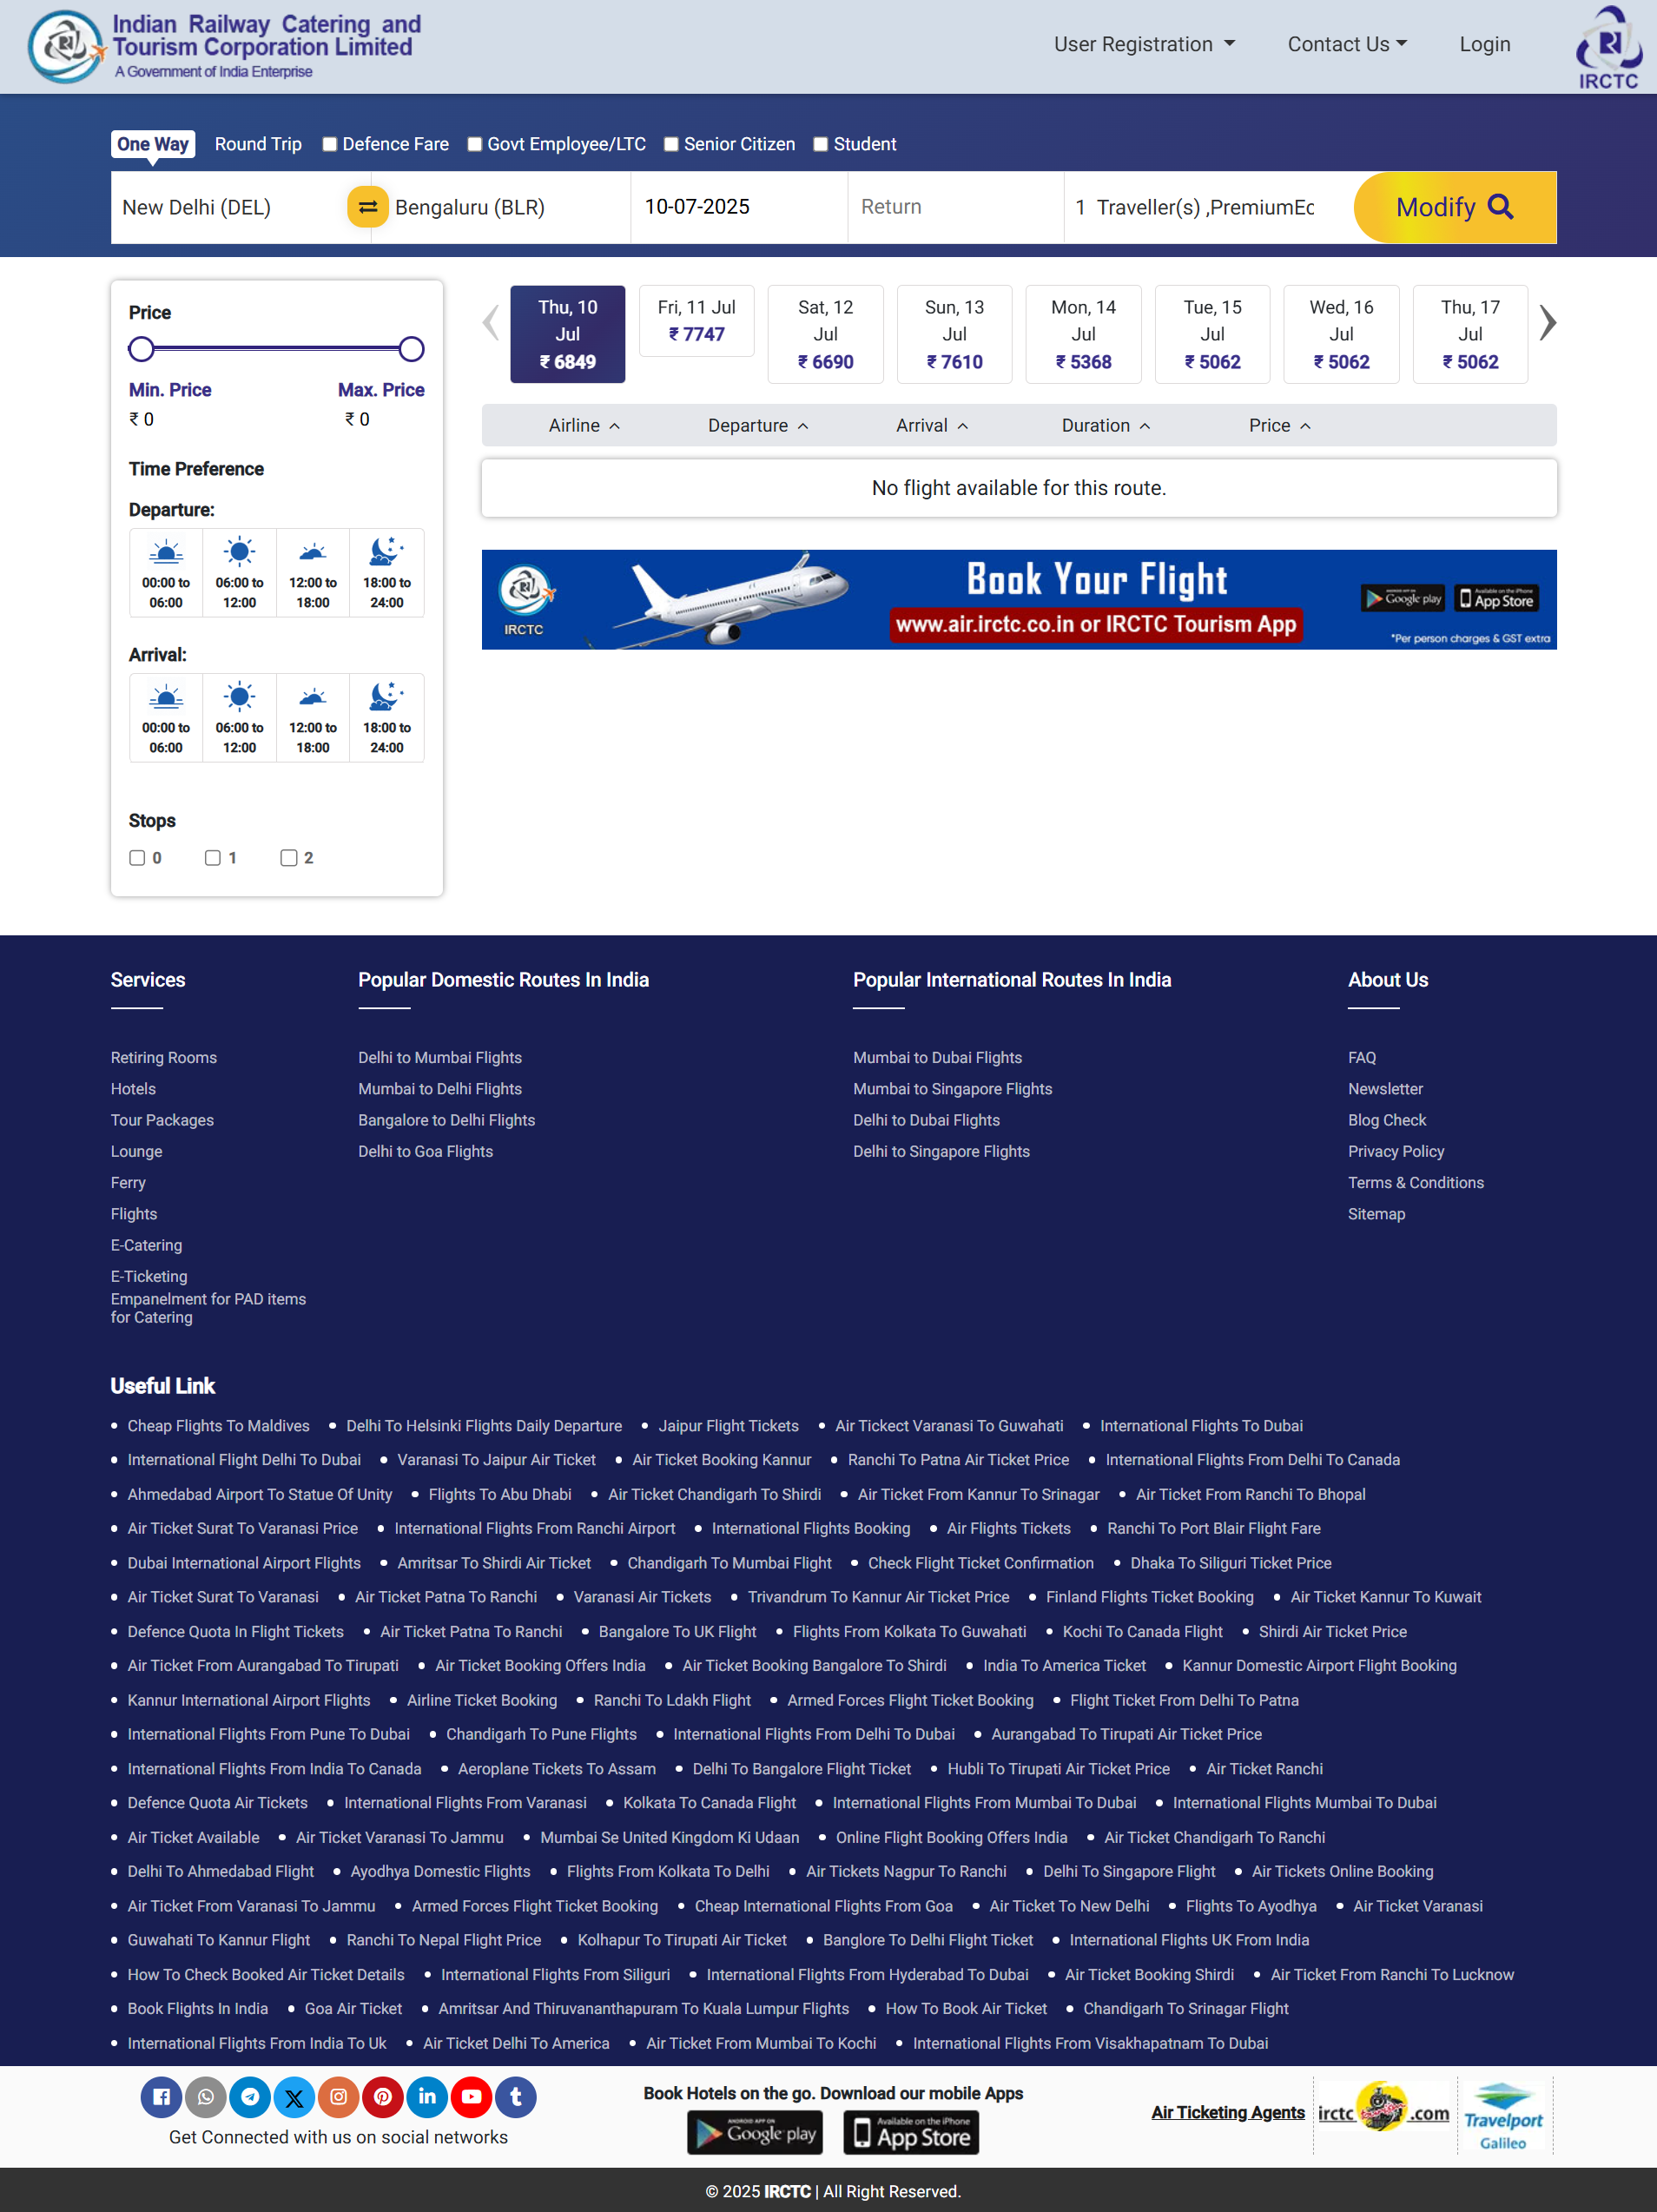 Indian Railway Catering and
Tourism Corporation Limited
A Government of India Enterprise
User Registration Contact Us Login
IRCTC
One Way Round Trip Defence Fare Govt Employee/LTC Senior Citizen Student
New Delhi (DEL) Bengaluru (BLR) 10-07-2025 Return 1 Traveller(s) ,PremiumEc Modify
Price
Min. Price Max. Price
₹ 0 ₹ 0
Time Preference
Departure:
00:00 to 06:00 to 12:00 to 18:00 to
06:00 12:00 18:00 24:00
Arrival:
00:00 to 06:00 to 12:00 to 18:00 to
06:00 12:00 18:00 24:00
Stops
0 1 2
Thu, 10 Jul ₹ 6849
Fri, 11 Jul ₹ 7747
Sat, 12 Jul ₹ 6690
Sun, 13 Jul ₹ 7610
Mon, 14 Jul ₹ 5368
Tue, 15 Jul ₹ 5062
Wed, 16 Jul ₹ 5062
Thu, 17 Jul ₹ 5062
Airline Departure Arrival Duration Price
No flight available for this route.
IRCTC
Book Your Flight
www.air.irctc.co.in or IRCTC Tourism App
ANDROID APP ON Google play Available on the iPhone App Store
*Per person charges & GST extra
Services
Retiring Rooms
Hotels
Tour Packages
Lounge
Ferry
Flights
E-Catering
E-Ticketing
Empanelment for PAD items
for Catering
Popular Domestic Routes In India
Delhi to Mumbai Flights
Mumbai to Delhi Flights
Bangalore to Delhi Flights
Delhi to Goa Flights
Popular International Routes In India
Mumbai to Dubai Flights
Mumbai to Singapore Flights
Delhi to Dubai Flights
Delhi to Singapore Flights
About Us
FAQ
Newsletter
Blog Check
Privacy Policy
Terms & Conditions
Sitemap
Useful Link
Cheap Flights To Maldives Delhi To Helsinki Flights Daily Departure Jaipur Flight Tickets Air Tickect Varanasi To Guwahati International Flights To Dubai
International Flight Delhi To Dubai Varanasi To Jaipur Air Ticket Air Ticket Booking Kannur Ranchi To Patna Air Ticket Price International Flights From Delhi To Canada
Ahmedabad Airport To Statue Of Unity Flights To Abu Dhabi Air Ticket Chandigarh To Shirdi Air Ticket From Kannur To Srinagar Air Ticket From Ranchi To Bhopal
Air Ticket Surat To Varanasi Price International Flights From Ranchi Airport International Flights Booking Air Flights Tickets Ranchi To Port Blair Flight Fare
Dubai International Airport Flights Amritsar To Shirdi Air Ticket Chandigarh To Mumbai Flight Check Flight Ticket Confirmation Dhaka To Siliguri Ticket Price
Air Ticket Surat To Varanasi Air Ticket Patna To Ranchi Varanasi Air Tickets Trivandrum To Kannur Air Ticket Price Finland Flights Ticket Booking Air Ticket Kannur To Kuwait
Defence Quota In Flight Tickets Air Ticket Patna To Ranchi Bangalore To UK Flight Flights From Kolkata To Guwahati Kochi To Canada Flight Shirdi Air Ticket Price
Air Ticket From Aurangabad To Tirupati Air Ticket Booking Offers India Air Ticket Booking Bangalore To Shirdi India To America Ticket Kannur Domestic Airport Flight Booking
Kannur International Airport Flights Airline Ticket Booking Ranchi To Ldakh Flight Armed Forces Flight Ticket Booking Flight Ticket From Delhi To Patna
International Flights From Pune To Dubai Chandigarh To Pune Flights International Flights From Delhi To Dubai Aurangabad To Tirupati Air Ticket Price
International Flights From India To Canada Aeroplane Tickets To Assam Delhi To Bangalore Flight Ticket Hubli To Tirupati Air Ticket Price Air Ticket Ranchi
Defence Quota Air Tickets International Flights From Varanasi Kolkata To Canada Flight International Flights From Mumbai To Dubai International Flights Mumbai To Dubai
Air Ticket Available Air Ticket Varanasi To Jammu Mumbai Se United Kingdom Ki Udaan Online Flight Booking Offers India Air Ticket Chandigarh To Ranchi
Delhi To Ahmedabad Flight Ayodhya Domestic Flights Flights From Kolkata To Delhi Air Tickets Nagpur To Ranchi Delhi To Singapore Flight Air Tickets Online Booking
Air Ticket From Varanasi To Jammu Armed Forces Flight Ticket Booking Cheap International Flights From Goa Air Ticket To New Delhi Flights To Ayodhya Air Ticket Varanasi
Guwahati To Kannur Flight Ranchi To Nepal Flight Price Kolhapur To Tirupati Air Ticket Banglore To Delhi Flight Ticket International Flights UK From India
How To Check Booked Air Ticket Details International Flights From Siliguri International Flights From Hyderabad To Dubai Air Ticket Booking Shirdi Air Ticket From Ranchi To Lucknow
Book Flights In India Goa Air Ticket Amritsar And Thiruvananthapuram To Kuala Lumpur Flights How To Book Air Ticket Chandigarh To Srinagar Flight
International Flights From India To Uk Air Ticket Delhi To America Air Ticket From Mumbai To Kochi International Flights From Visakhapatnam To Dubai
Get Connected with us on social networks
Book Hotels on the go. Download our mobile Apps
ANDROID APP ON Google play Available on the iPhone App Store
Air Ticketing Agents irctc .com Travelport
Galileo
© 2025 IRCTC | All Right Reserved.